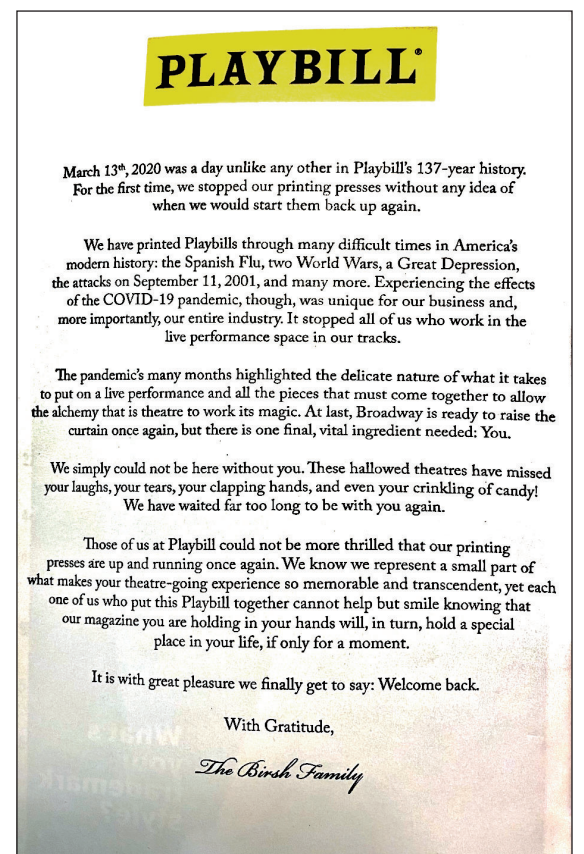 PLAYBILL®
March 13th, 2020 was a day unlike any other in Playbill's 137-year history.
For the first time, we stopped our printing presses without any idea of
when we would start them back up again.
We have printed Playbills through many difficult times in America's
modern history: the Spanish Flu, two World Wars, a Great Depression,
the attacks on September 11, 2001, and many more. Experiencing the effects
of the COVID-19 pandemic, though, was unique for our business and,
more importantly, our entire industry. It stopped all of us who work in the
live performance space in our tracks.
The pandemic's many months highlighted the delicate nature of what it takes
to put on a live performance and all the pieces that must come together to allow
the alchemy that is theatre to work its magic. At last, Broadway is ready to raise the
curtain once again, but there is one final, vital ingredient needed: You.
We simply could not be here without you. These hallowed theatres have missed
your laughs, your tears, your clapping hands, and even your crinkling of candy!
We have waited far too long to be with you again.
Those of us at Playbill could not be more thrilled that our printing
presses are up and running once again. We know we represent a small part of
what makes your theatre-going experience so memorable and transcendent, yet each
one of us who put this Playbill together cannot help but smile knowing that
our magazine you are holding in your hands will, in turn, hold a special
place in your life, if only for a moment.
It is with great pleasure we finally get to say: Welcome back.
With Gratitude,
The Birsh Family
What's
your
trademark
style?